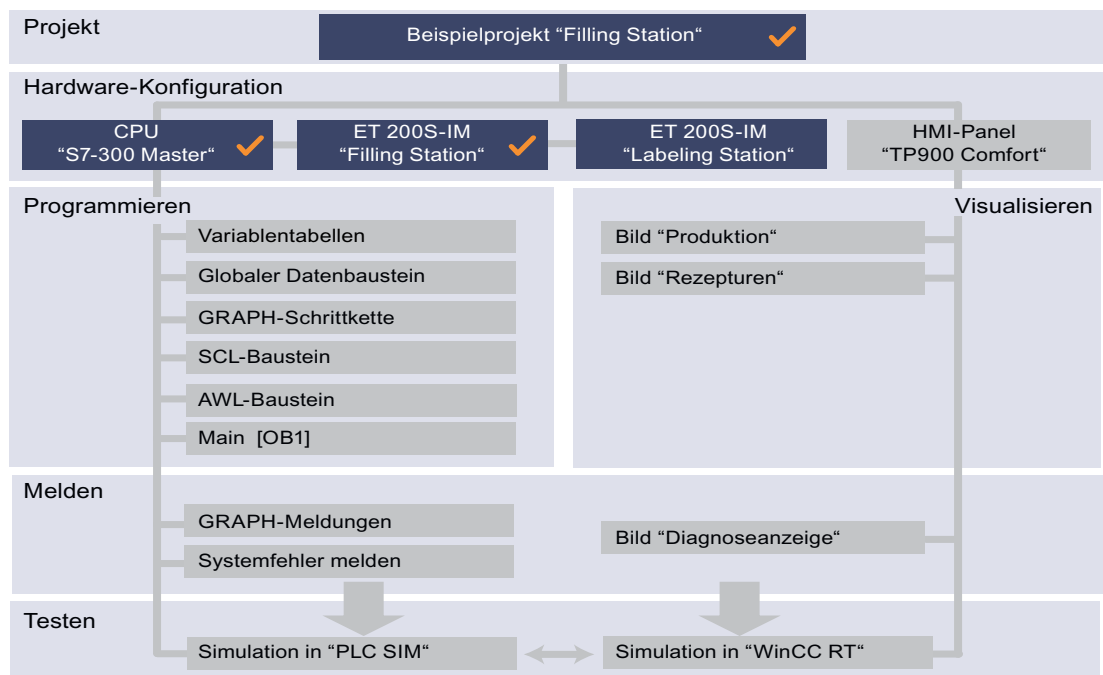 Projekt
Beispielprojekt “Filling Station“
Hardware-Konfiguration
CPU
“S7-300 Master“
ET 200S-IM
“Filling Station“
ET 200S-IM
“Labeling Station“
HMI-Panel
“TP900 Comfort“
Programmieren
Variablentabellen
Globaler Datenbaustein
GRAPH-Schrittkette
SCL-Baustein
AWL-Baustein
Main [OB1]
Visualisieren
Bild “Produktion“
Bild “Rezepturen“
Melden
GRAPH-Meldungen
Systemfehler melden
Bild “Diagnoseanzeige“
Testen
Simulation in “PLC SIM“
Simulation in “WinCC RT“